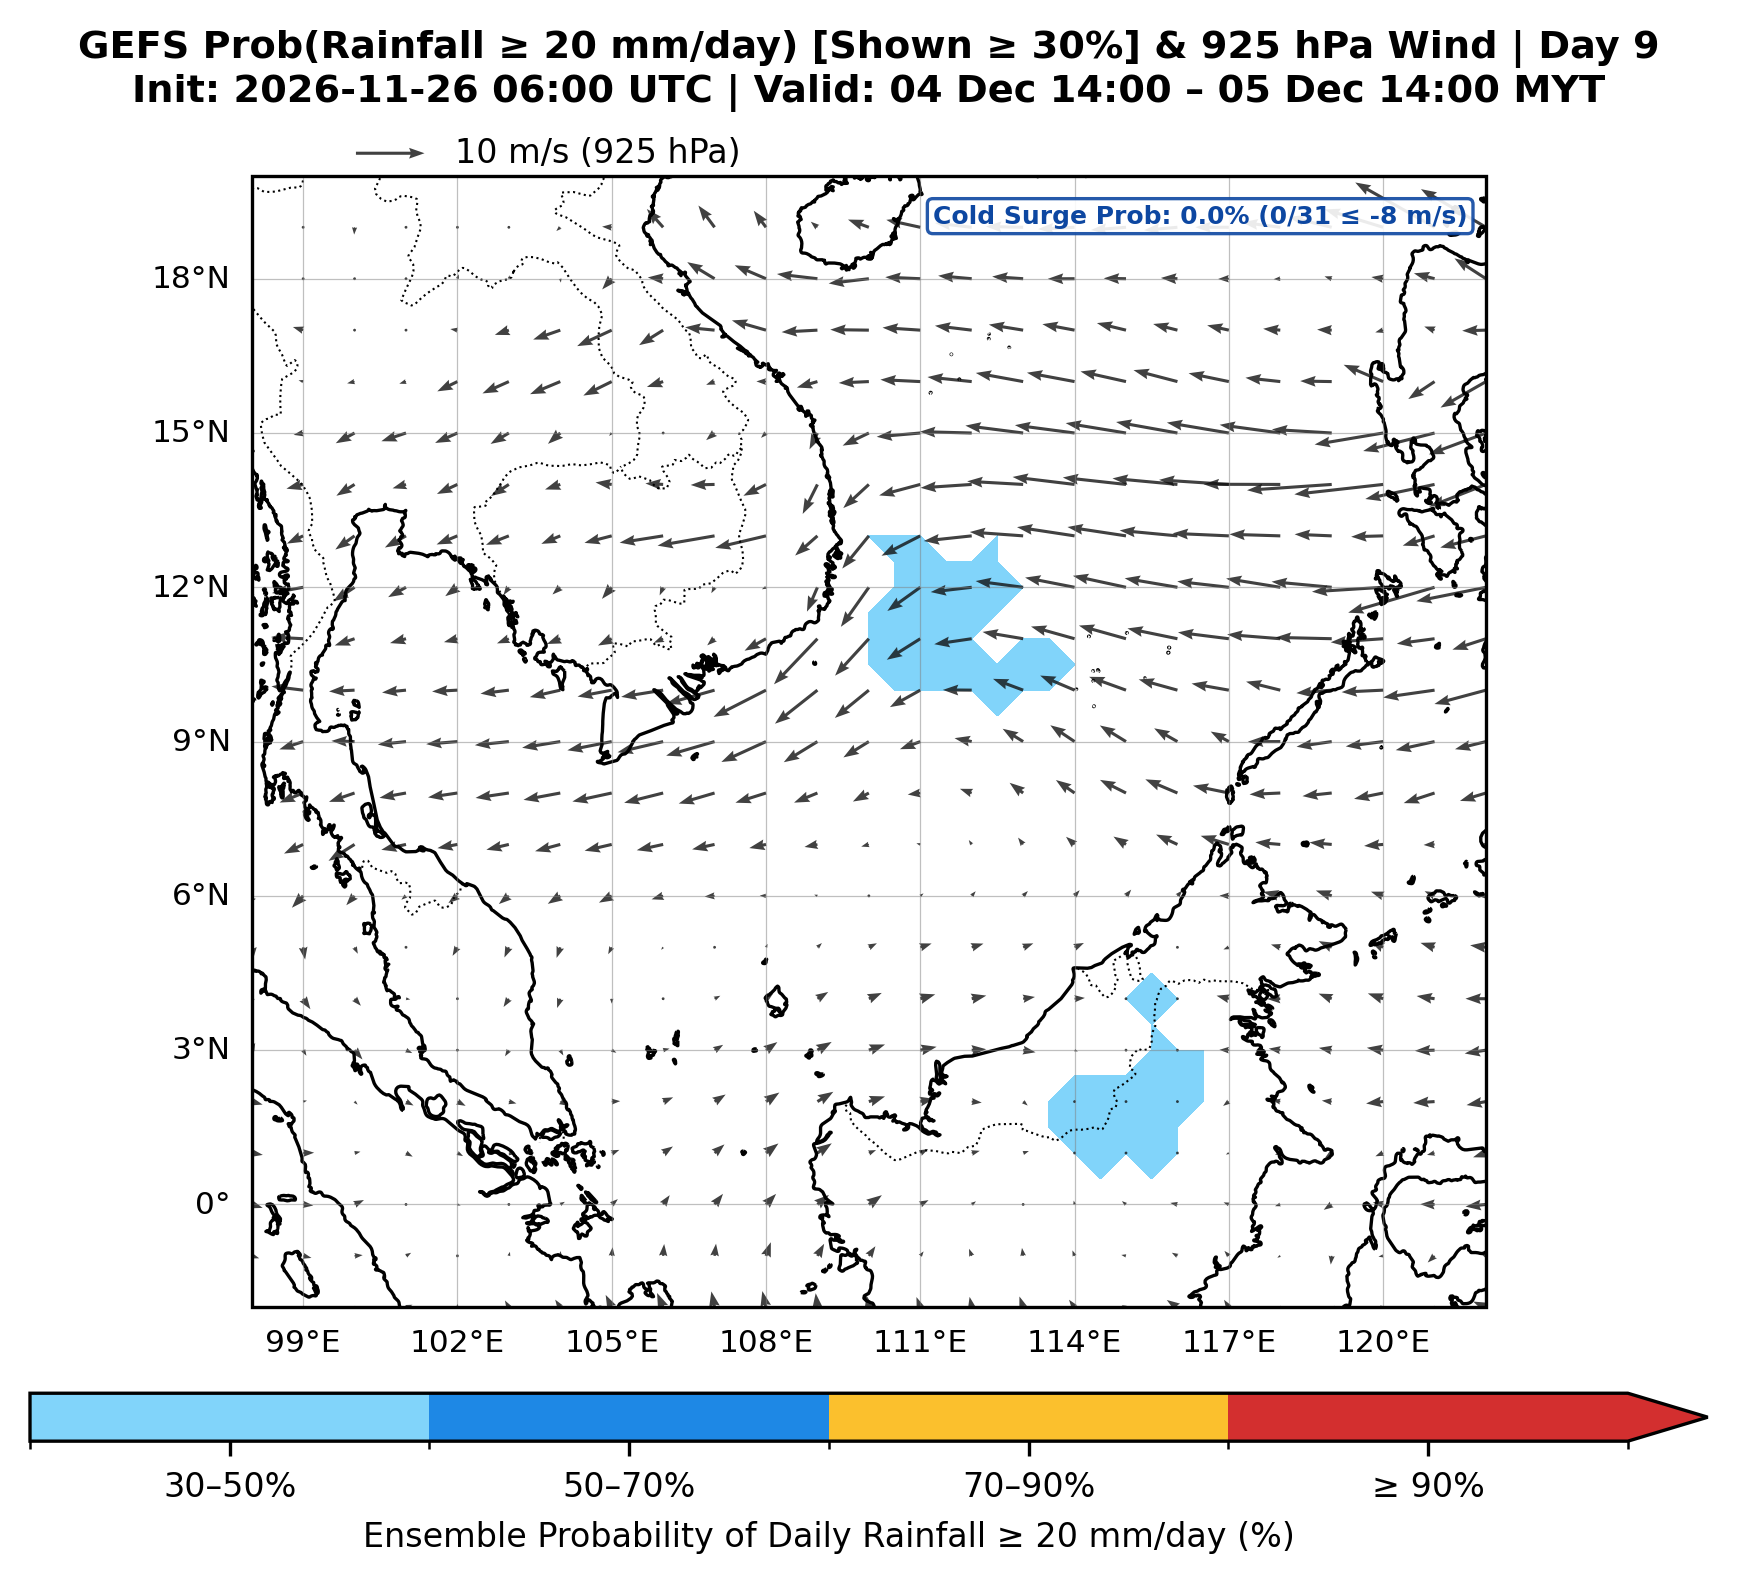 GEFS Prob(Rainfall ≥ 20 mm/day) [Shown ≥ 30%] & 925 hPa Wind | Day 9
Init: 2026-11-26 06:00 UTC | Valid: 04 Dec 14:00 – 05 Dec 14:00 MYT
10 m/s (925 hPa)
Cold Surge Prob: 0.0% (0/31 ≤ -8 m/s)
18°N
15°N
12°N
9°N
6°N
3°N
0°
99°E 102°E 105°E 108°E 111°E 114°E 117°E 120°E
30–50% 50–70% 70–90% ≥ 90%
Ensemble Probability of Daily Rainfall ≥ 20 mm/day (%)